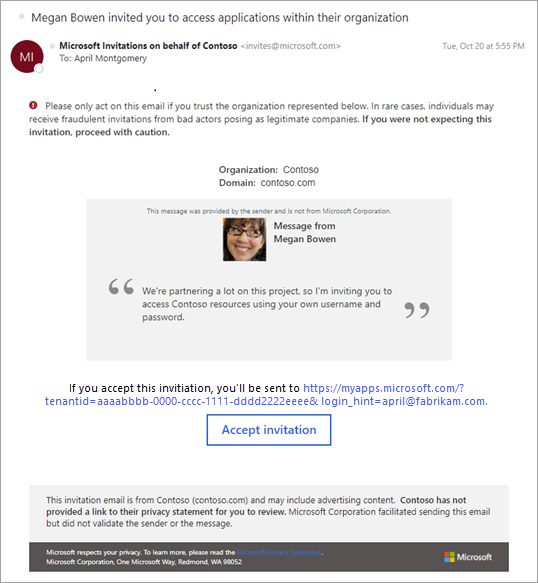 Megan Bowen invited you to access applications within their organization
MI
Microsoft Invitations on behalf of Contoso <invites@microsoft.com>
Tue, Oct 20 at 5:55 PM
To: April Montgomery
.
! Please only act on this email if you trust the organization represented below. In rare cases, individuals may
receive fraudulent invitations from bad actors posing as legitimate companies. If you were not expecting this
invitation, proceed with caution.
Organization: Contoso
Domain: contoso.com
This message was provided by the sender and is not from Microsoft Corporation.
Message from
Megan Bowen
“ We're partnering a lot on this project, so I'm inviting you to
access Contoso resources using your own username and
password. ”
If you accept this invitiation, you'll be sent to https://myapps.microsoft.com/?
tenantid=aaaabbbb-0000-cccc-1111-dddd2222eeee& login_hint=april@fabrikam.com.
Accept invitation
This invitation email is from Contoso (contoso.com) and may include advertising content. Contoso has not
provided a link to their privacy statement for you to review. Microsoft Corporation facilitated sending this email
but did not validate the sender or the message.
Microsoft respects your privacy. To learn more, please read the Microsoft Privacy Statement.
Microsoft Corporation, One Microsoft Way, Redmond, WA 98052
Microsoft